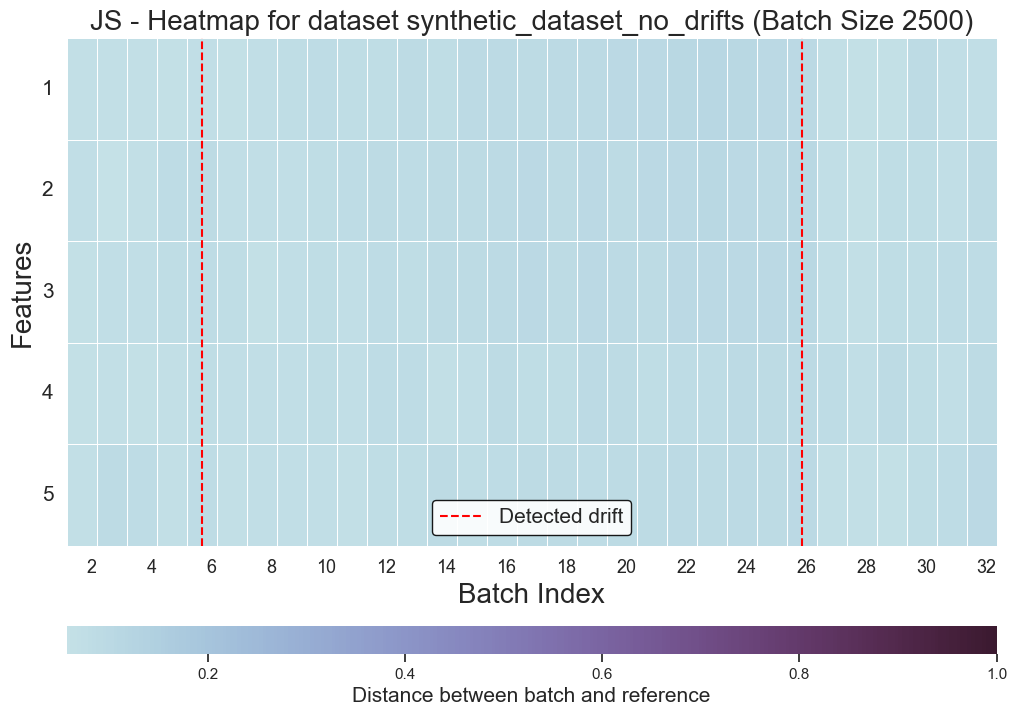 JS - Heatmap for dataset synthetic_dataset_no_drifts (Batch Size 2500)
Features
1
2
3
4
5
Detected drift
2 4 6 8 10 12 14 16 18 20 22 24 26 28 30 32
Batch Index
0.2 0.4 0.6 0.8 1.0
Distance between batch and reference